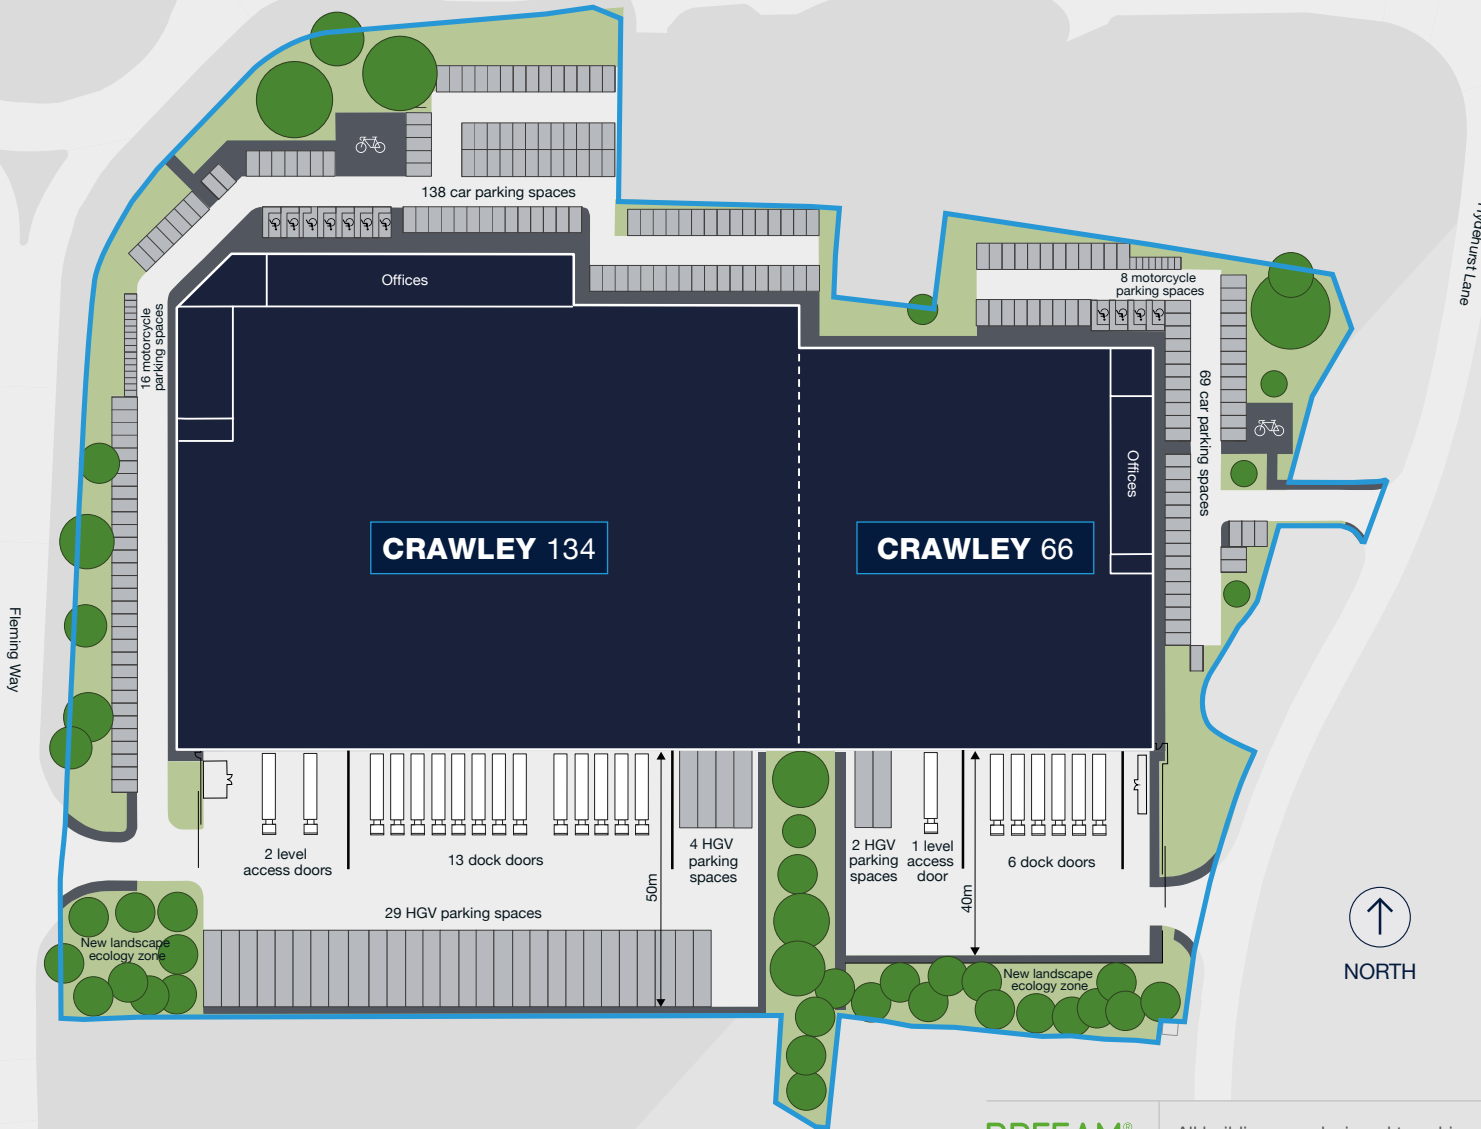 138 car parking spaces
Offices
16 motorcycle
parking spaces
8 motorcycle
parking spaces
69 car parking spaces
Offices
CRAWLEY 134
CRAWLEY 66
Fleming Way
Lane
2 level
access doors
13 dock doors
4 HGV
parking
spaces
2 HGV
parking
spaces
1 level
access
door
6 dock doors
50m
40m
29 HGV parking spaces
New landscape
ecology zone
New landscape
ecology zone
NORTH
BREEAM®